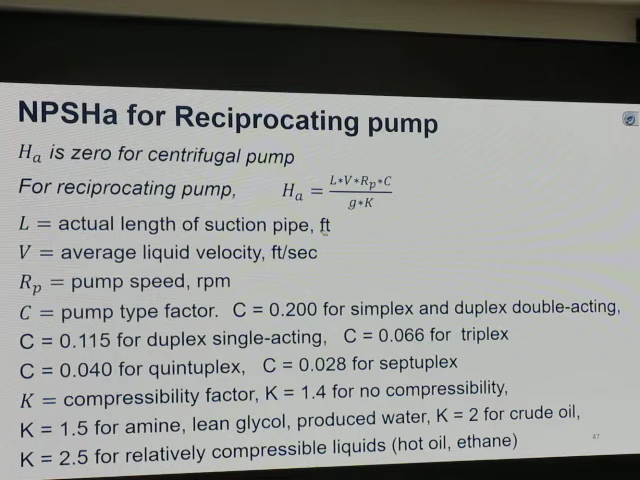 NPSHa for Reciprocating pump
Hₐ is zero for centrifugal pump
For reciprocating pump, Hₐ = L*V*Rₚ*C / g*K
L = actual length of suction pipe, ft
V = average liquid velocity, ft/sec
Rₚ = pump speed, rpm
C = pump type factor. C = 0.200 for simplex and duplex double-acting,
C = 0.115 for duplex single-acting, C = 0.066 for triplex
C = 0.040 for quintuplex, C = 0.028 for septuplex
K = compressibility factor, K = 1.4 for no compressibility,
K = 1.5 for amine, lean glycol, produced water, K = 2 for crude oil,
K = 2.5 for relatively compressible liquids (hot oil, ethane)
47